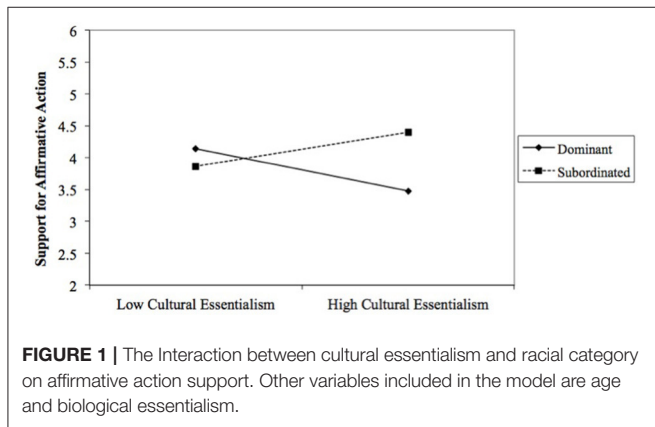 6
5.5
5
4.5
4
3.5
3
2.5
2
Support for Affirmative Action
Low Cultural Essentialism
High Cultural Essentialism
Dominant
Subordinated
FIGURE 1 | The Interaction between cultural essentialism and racial category
on affirmative action support. Other variables included in the model are age
and biological essentialism.